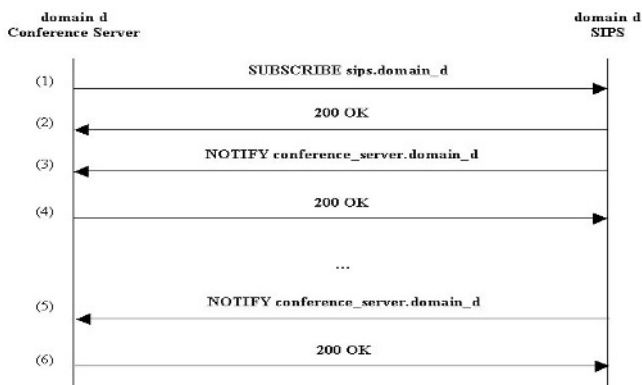 domain d
Conference Server
domain d
SIPS
(1)
SUBSCRIBE sips.domain_d
(2)
200 OK
(3)
NOTIFY conference_server.domain_d
(4)
200 OK
...
(5)
NOTIFY conference_server.domain_d
(6)
200 OK